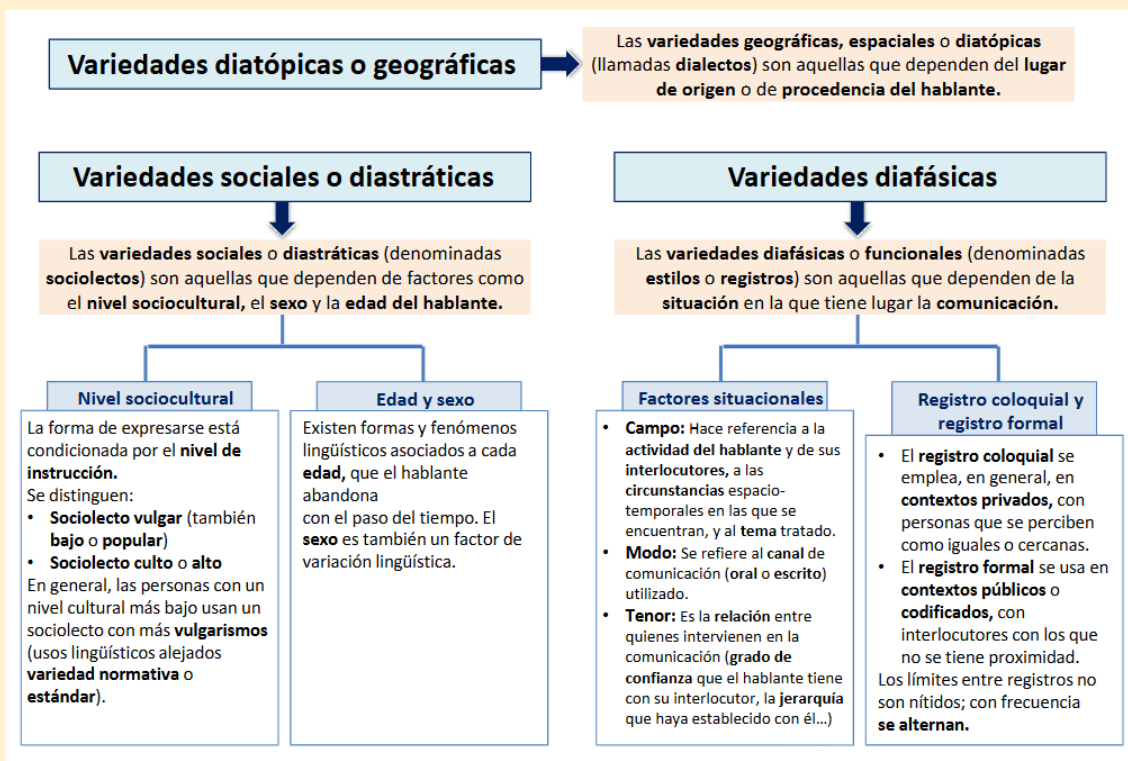 Variedades diatópicas o geográficas
Las variedades geográficas, espaciales o diatópicas
(llamadas dialectos) son aquellas que dependen del lugar
de origen o de procedencia del hablante.
Variedades sociales o diastráticas
Las variedades sociales o diastráticas (denominadas
sociolectos) son aquellas que dependen de factores como
el nivel sociocultural, el sexo y la edad del hablante.
Nivel sociocultural
La forma de expresarse está
condicionada por el nivel de
instrucción.
Se distinguen:
• Sociolecto vulgar (también
bajo o popular)
• Sociolecto culto o alto
En general, las personas con un
nivel cultural más bajo usan un
sociolecto con más vulgarismos
(usos lingüísticos alejados
variedad normativa o
estándar).
Edad y sexo
Existen formas y fenómenos
lingüísticos asociados a cada
edad, que el hablante
abandona
con el paso del tiempo. El
sexo es también un factor de
variación lingüística.
Variedades diafásicas
Las variedades diafásicas o funcionales (denominadas
estilos o registros) son aquellas que dependen de la
situación en la que tiene lugar la comunicación.
Factores situacionales
• Campo: Hace referencia a la
actividad del hablante y de sus
interlocutores, a las
circunstancias espacio-
temporales en las que se
encuentran, y al tema tratado.
• Modo: Se refiere al canal de
comunicación (oral o escrito)
utilizado.
• Tenor: Es la relación entre
quienes intervienen en la
comunicación (grado de
confianza que el hablante tiene
con su interlocutor, la jerarquía
que haya establecido con él…)
Registro coloquial y
registro formal
• El registro coloquial se
emplea, en general, en
contextos privados, con
personas que se perciben
como iguales o cercanas.
• El registro formal se usa en
contextos públicos o
codificados, con
interlocutores con los que
no se tiene proximidad.
Los límites entre registros no
son nítidos; con frecuencia
se alternan.